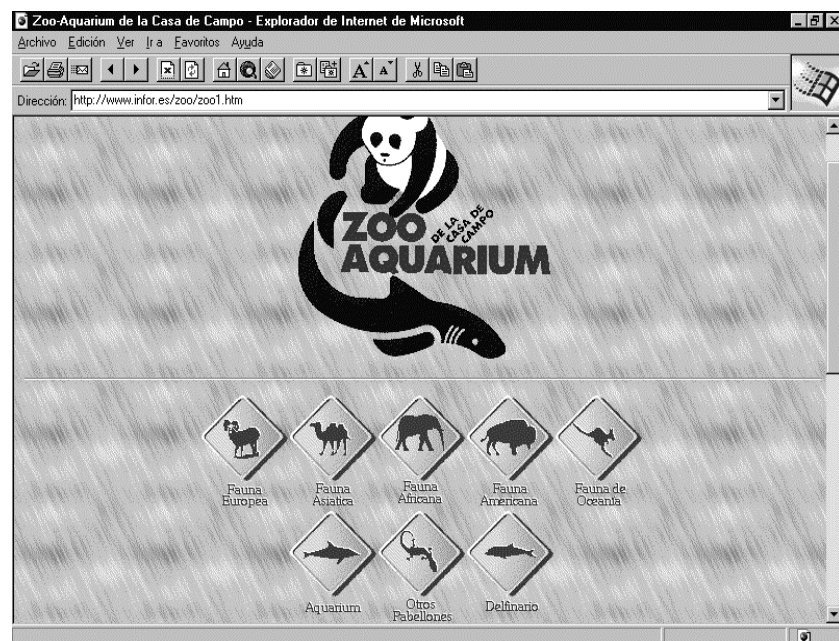 Zoo-Aquarium de la Casa de Campo - Explorador de Internet de Microsoft
Archivo Edición Ver Ir a Favoritos Ayuda
Dirección: http://www.infor.es/zoo/zoo1.htm
ZOO
DE LA
CASA DE
CAMPO
AQUARIUM
Fauna
Europea
Fauna
Asiatica
Fauna
Africana
Fauna
Americana
Fauna de
Oceanía
Aquarium
Otros
Pabellones
Delfinario